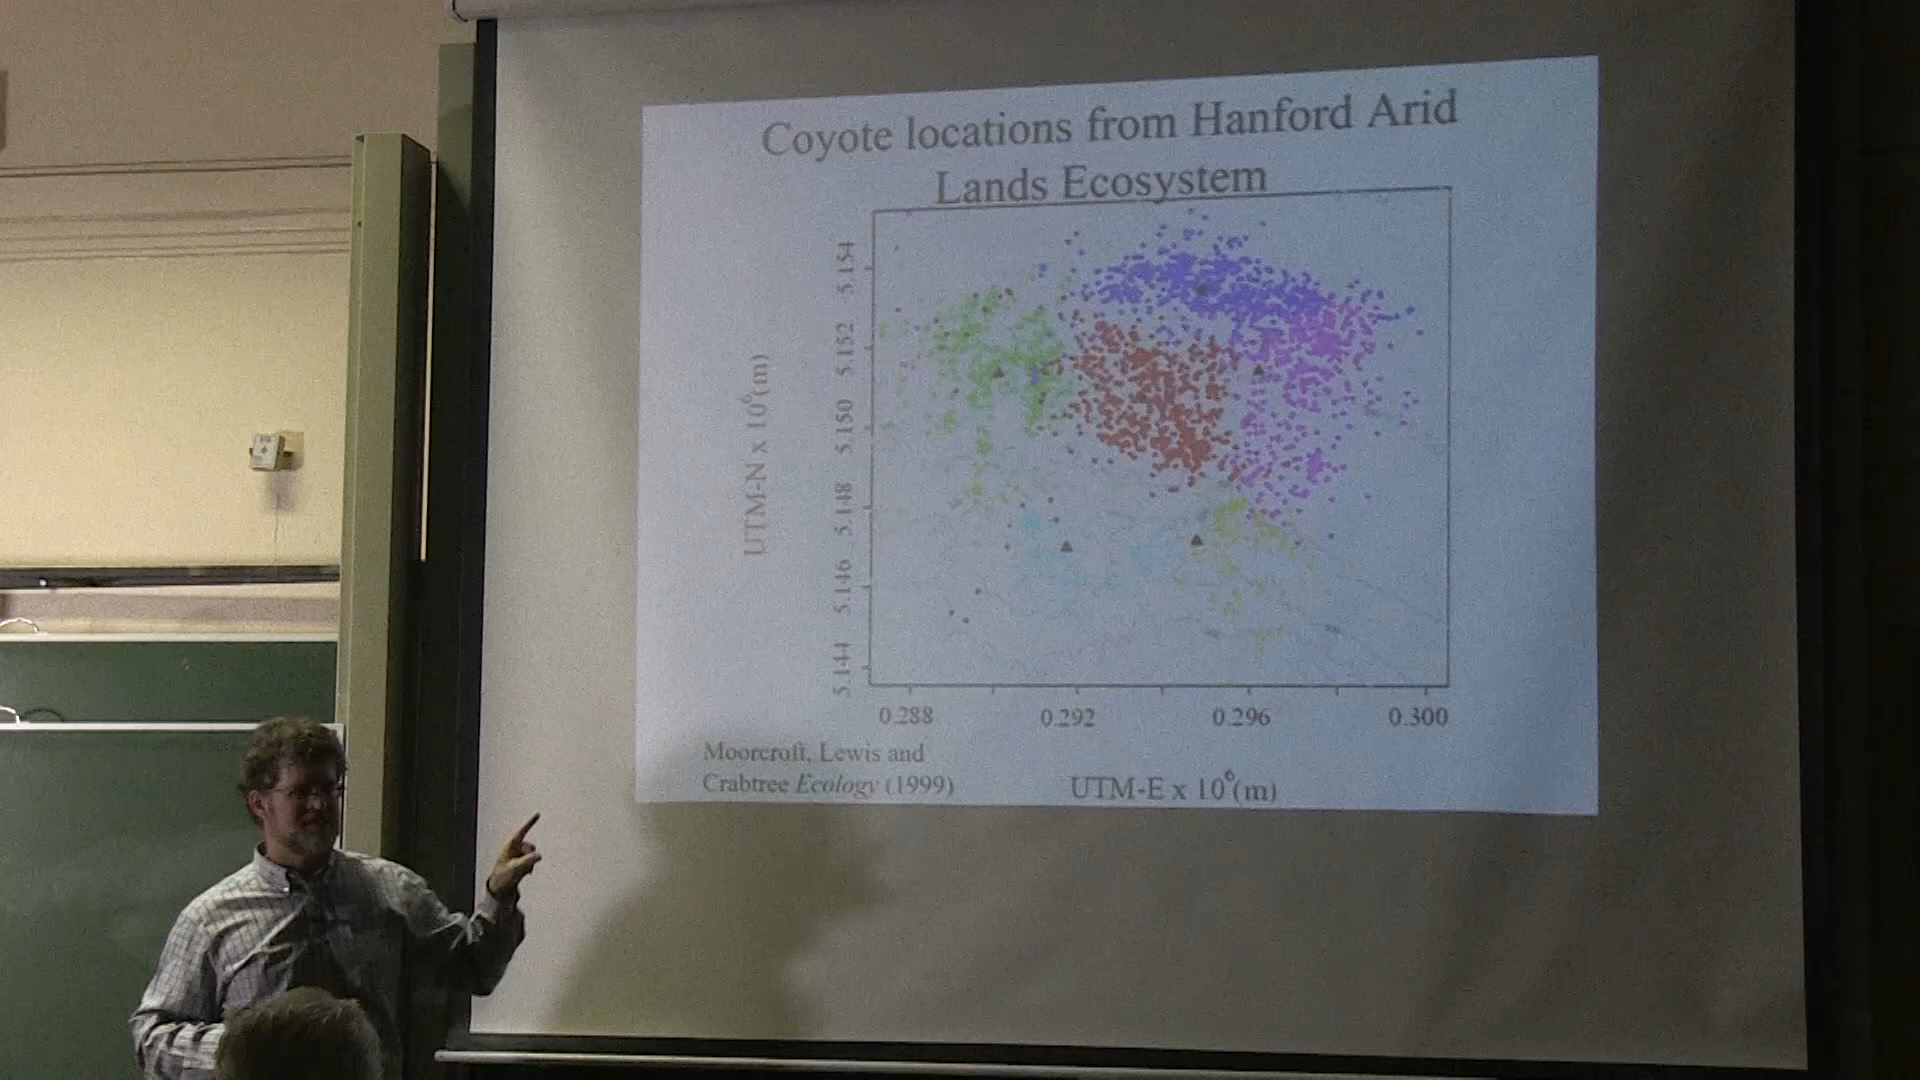 Coyote locations from Hanford Arid
Lands Ecosystem
UTM-N x 10⁶(m)
5.154
5.152
5.150
5.148
5.146
5.144
0.288 0.292 0.296 0.300
UTM-E x 10⁶(m)
Moorcroft, Lewis and
Crabtree Ecology (1999)